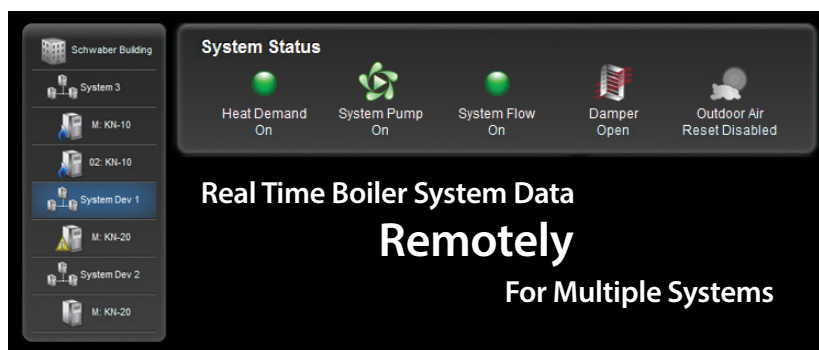 Schwaber Building
System 3
M: KN-10
02: KN-10
System Dev 1
M: KN-20
System Dev 2
M: KN-20
System Status
Heat Demand
On
System Pump
On
System Flow
On
Damper
Open
Outdoor Air
Reset Disabled
Real Time Boiler System Data
Remotely
For Multiple Systems